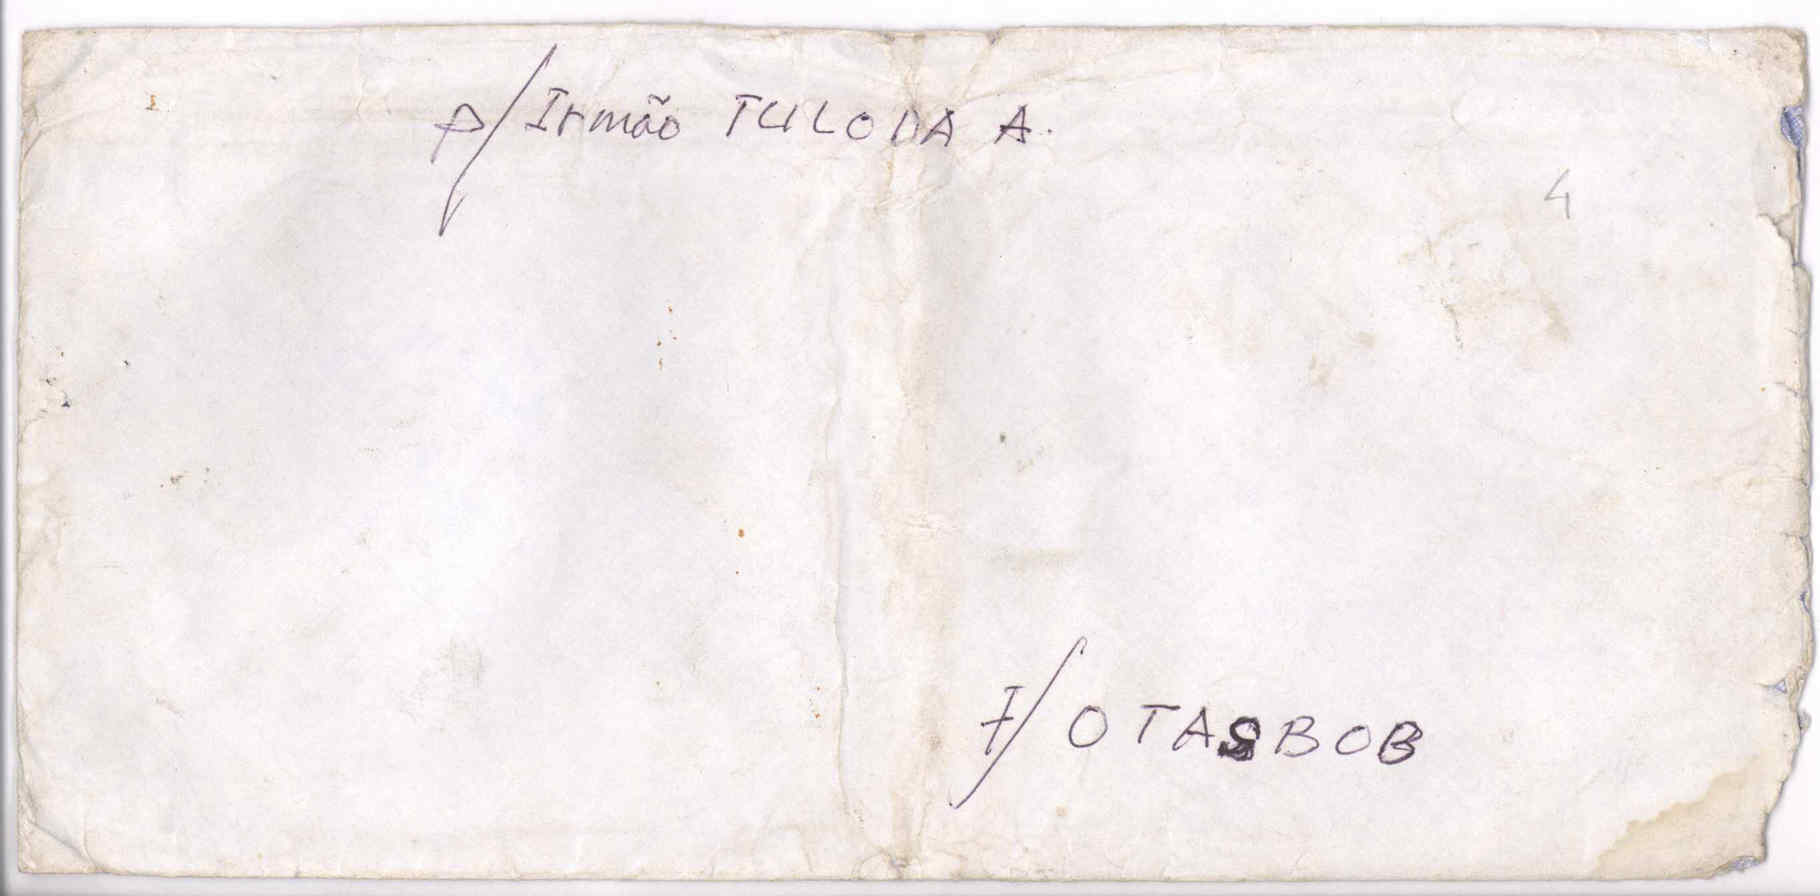 P/Irmão TULODA A.
4
F/OTASBOB